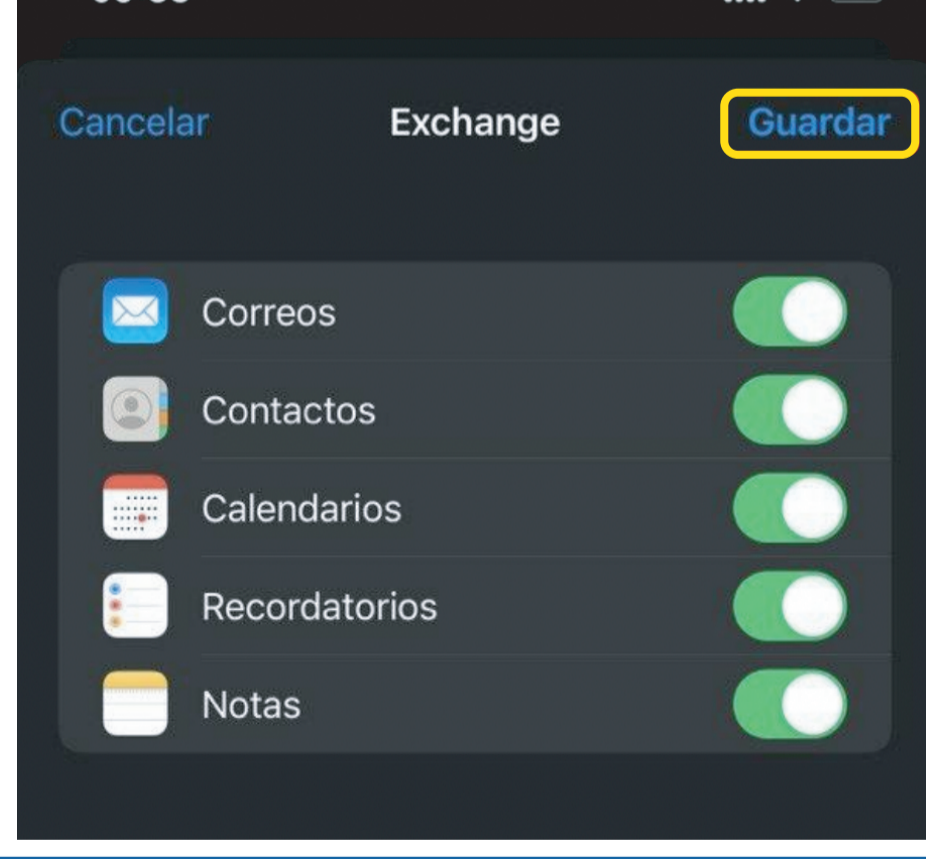 Cancelar Exchange Guardar
Correos
Contactos
Calendarios
Recordatorios
Notas